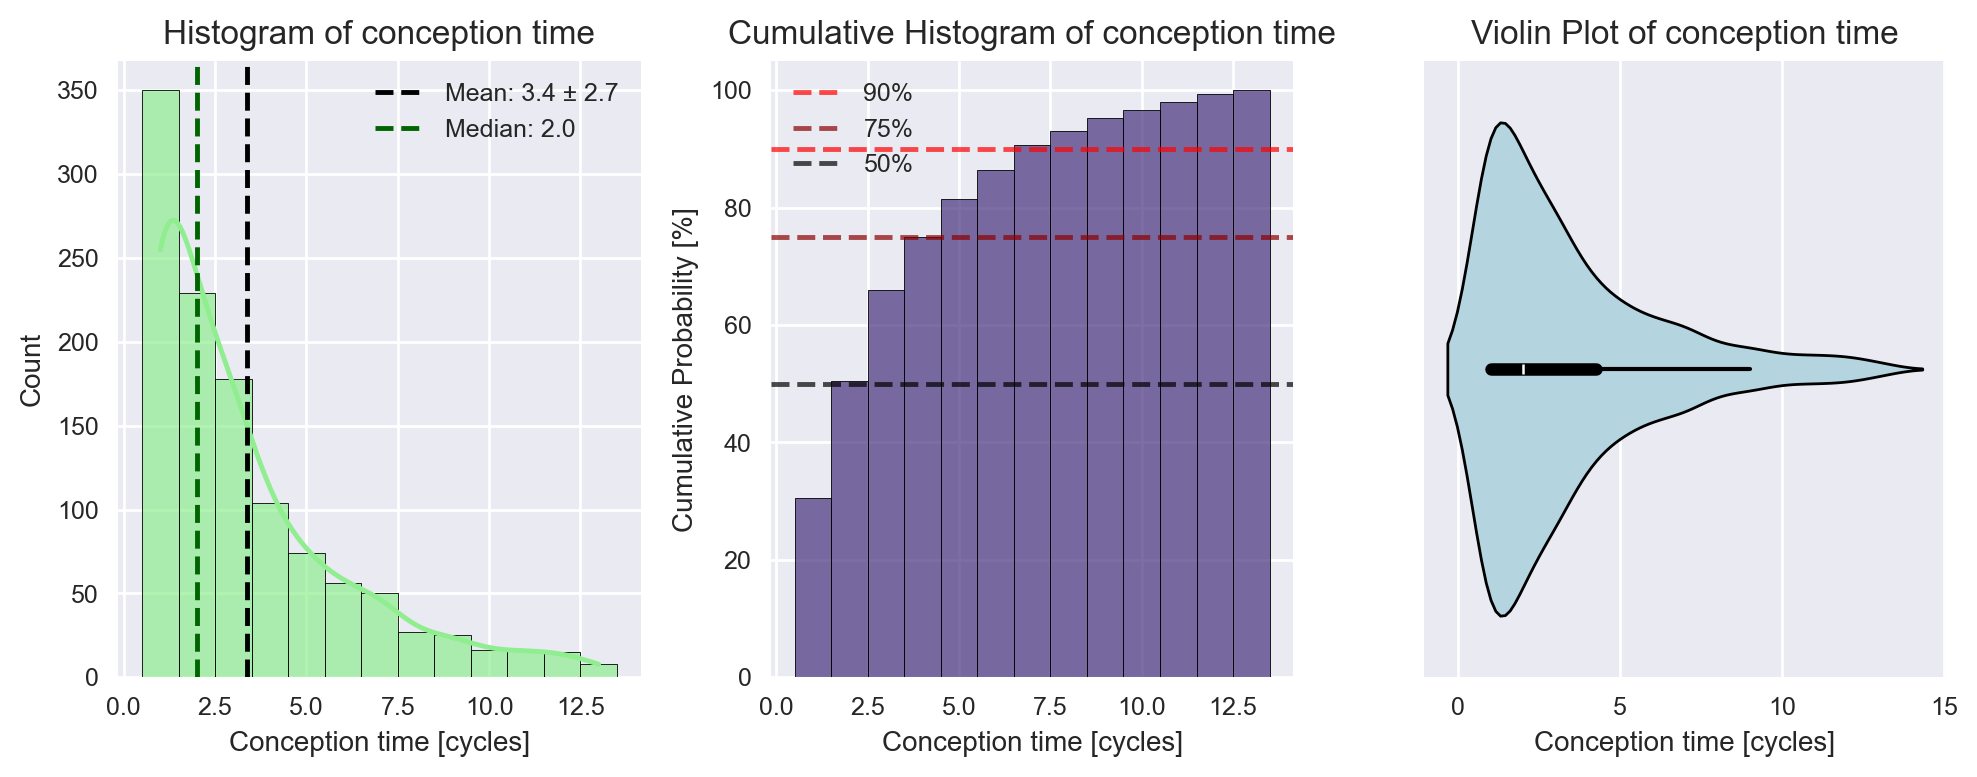 Histogram of conception time
Mean: 3.4 ± 2.7
Median: 2.0
Count
350
300
250
200
150
100
50
0
0.0 2.5 5.0 7.5 10.0 12.5
Conception time [cycles]
Cumulative Histogram of conception time
90%
75%
50%
Cumulative Probability [%]
100
80
60
40
20
0
0.0 2.5 5.0 7.5 10.0 12.5
Conception time [cycles]
Violin Plot of conception time
0 5 10 15
Conception time [cycles]